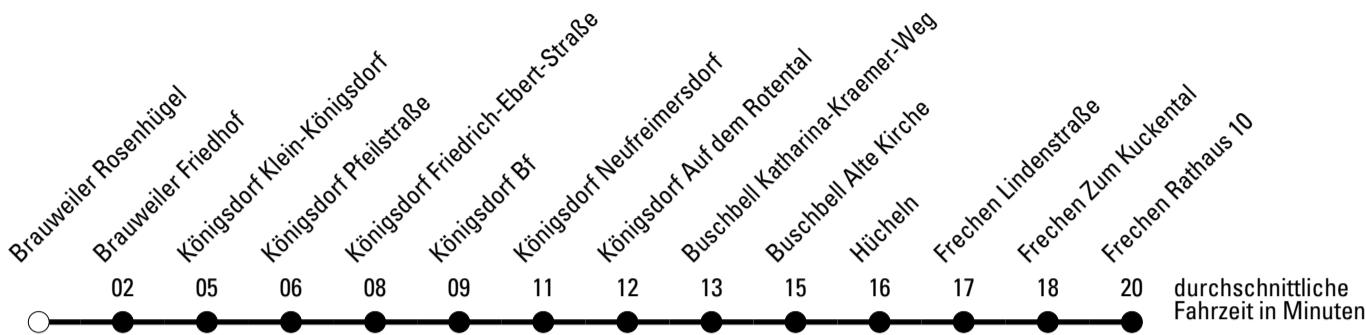 Brauweiler Rosenhügel
Brauweiler Friedhof
Königsdorf Klein-Königsdorf
Königsdorf Pfeilstraße
Königsdorf Friedrich-Ebert-Straße
Königsdorf Bf
Königsdorf Neufreimersdorf
Königsdorf Auf dem Rotental
Buschbell Katharina-Kraemer-Weg
Buschbell Alte Kirche
Hücheln
Frechen Lindenstraße
Frechen Zum Kuckental
Frechen Rathaus 10
02 05 06 08 09 11 12 13 15 16 17 18 20
durchschnittliche
Fahrzeit in Minuten